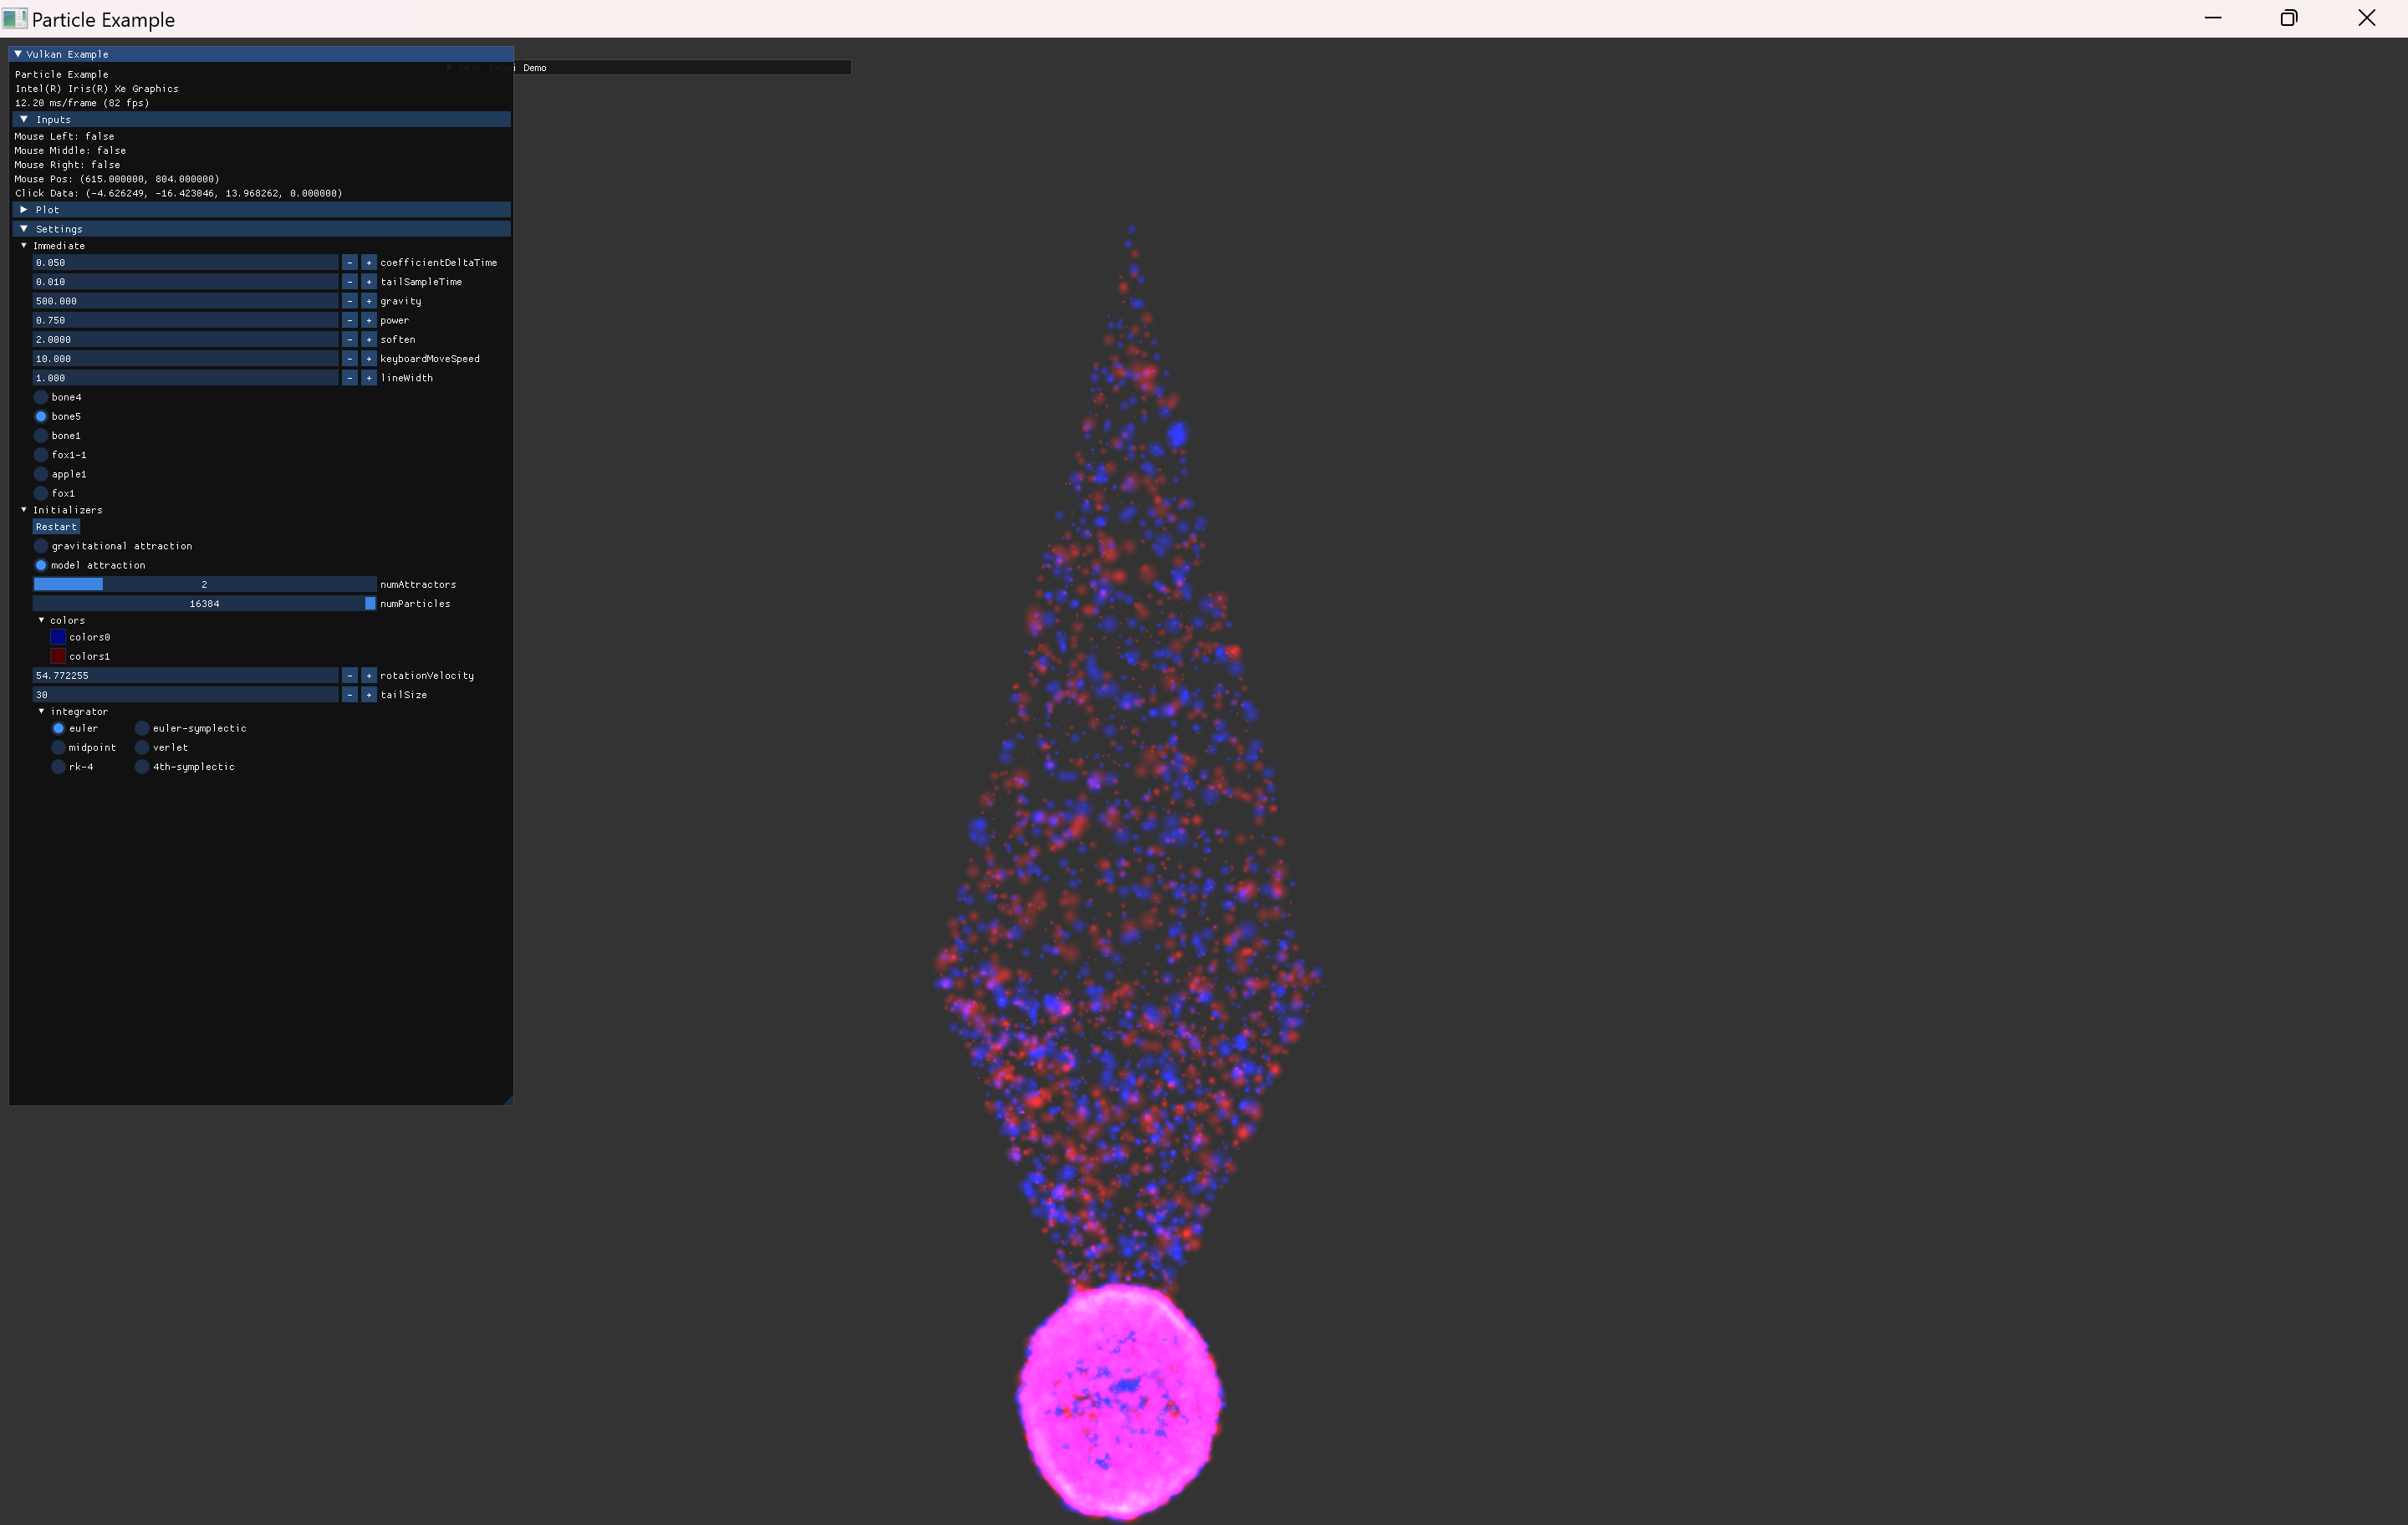 Particle Example
Vulkan Example
Demo
Particle Example
Intel(R) Iris(R) Xe Graphics
12.20 ms/frame (82 fps)
Inputs
Mouse Left: false
Mouse Middle: false
Mouse Right: false
Mouse Pos: (615.000000, 804.000000)
Click Data: (-4.626249, -16.423046, 13.968262, 0.000000)
Plot
Settings
Immediate
0.050 - + coefficientDeltaTime
0.010 - + tailSampleTime
500.000 - + gravity
0.750 - + power
2.0000 - + soften
10.000 - + keyboardMoveSpeed
1.000 - + lineWidth
bone4
bone5
bone1
fox1-1
apple1
fox1
Initializers
Restart
gravitational attraction
model attraction
2 numAttractors
16384 numParticles
colors
colors0
colors1
54.772255 - + rotationVelocity
30 - + tailSize
integrator
euler euler-symplectic
midpoint verlet
rk-4 4th-symplectic